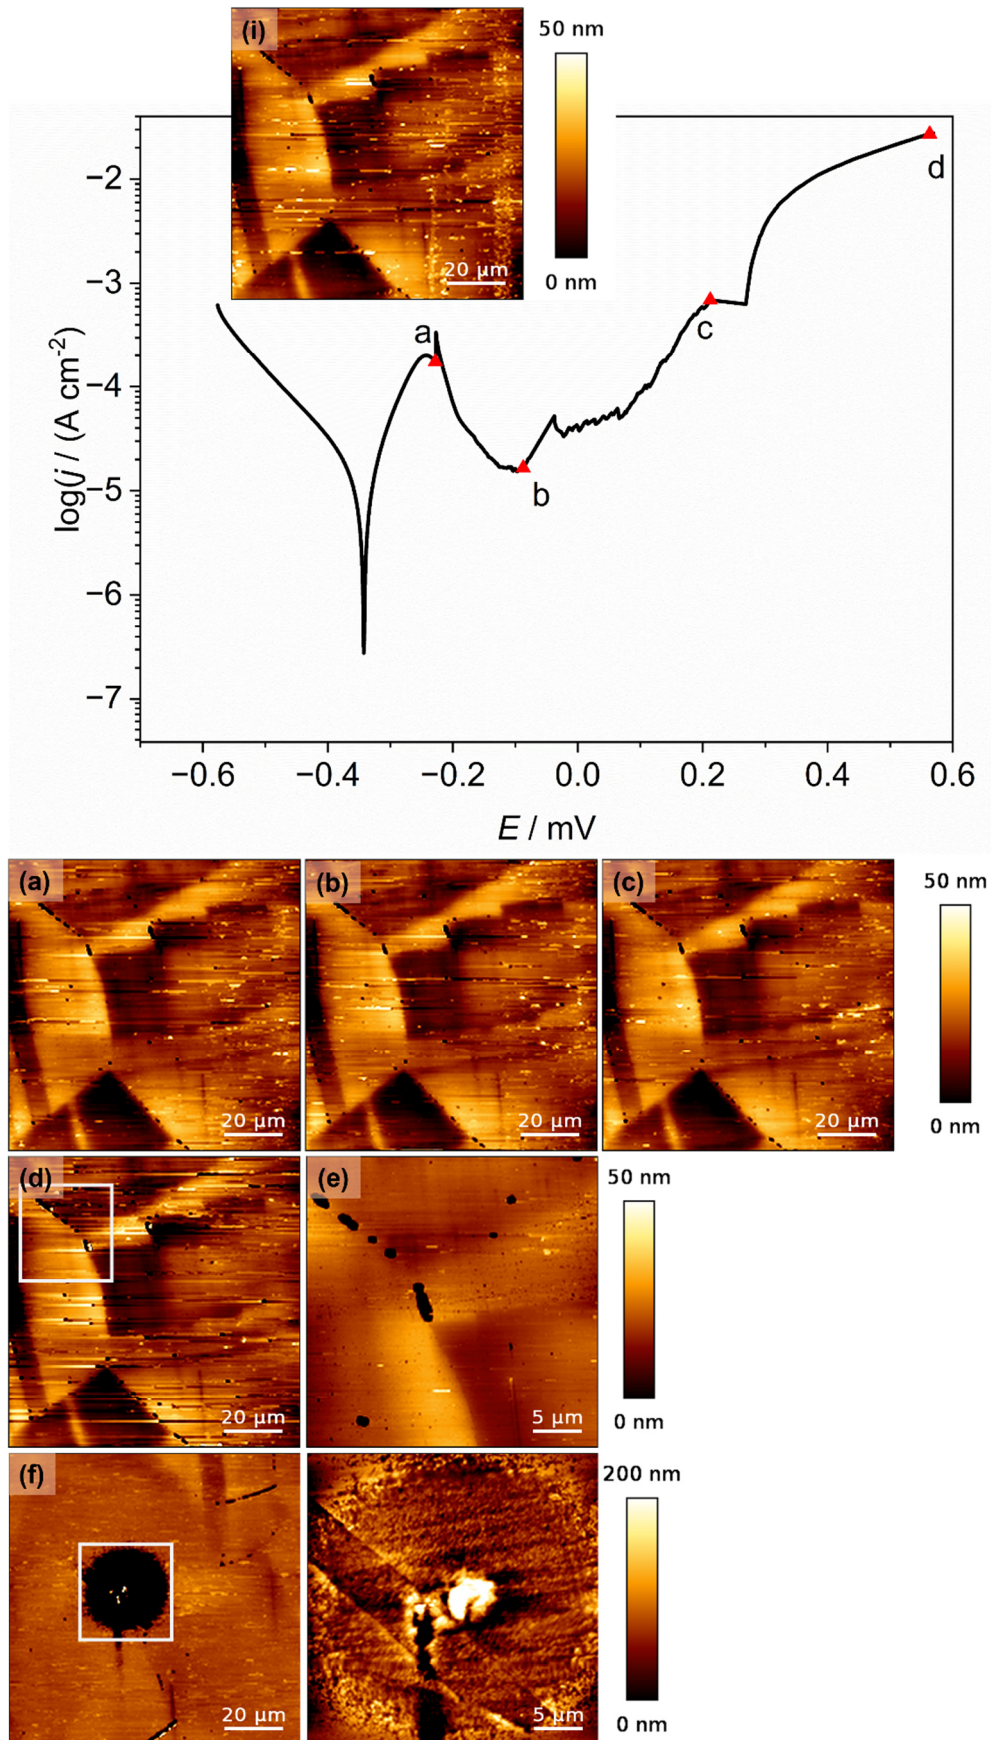 (i)
50 nm
0 nm
20 µm
−2
−3
−4
−5
−6
−7
log(j / (A cm-2)
a
b
c
d
−0.6
−0.4
−0.2
0.0
0.2
0.4
0.6
E / mV
(a)
(b)
(c)
50 nm
20 µm
20 µm
20 µm
0 nm
(d)
(e)
50 nm
20 µm
5 µm
0 nm
(f)
200 nm
20 µm
5 µm
0 nm